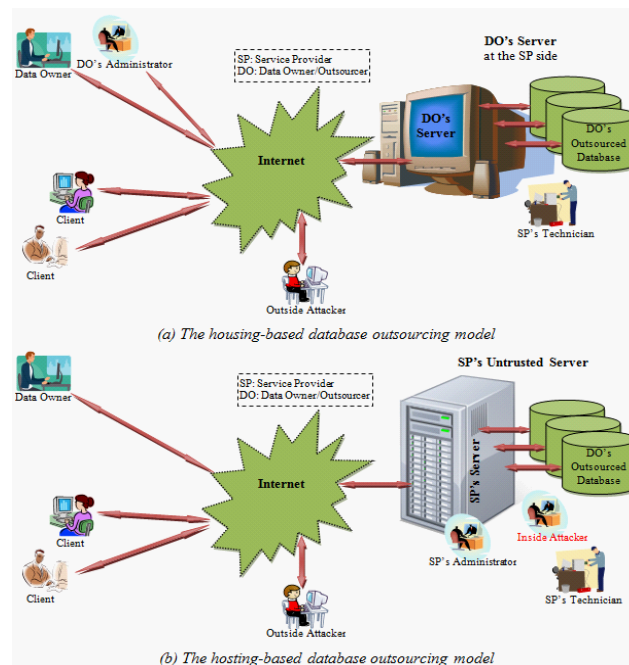 Data Owner
DO's Administrator
SP: Service Provider
DO: Data Owner/Outsourcer
DO's Server
at the SP side
DO's
Server
Internet
DO's
Outsourced
Database
Client
Client
SP's Technician
Outside Attacker
(a) The housing-based database outsourcing model
SP's Untrusted Server
Data Owner
SP: Service Provider
DO: Data Owner/Outsourcer
SP's Server
Internet
DO's
Outsourced
Database
Client
Client
SP's Administrator
Inside Attacker
SP's Technician
Outside Attacker
(b) The hosting-based database outsourcing model